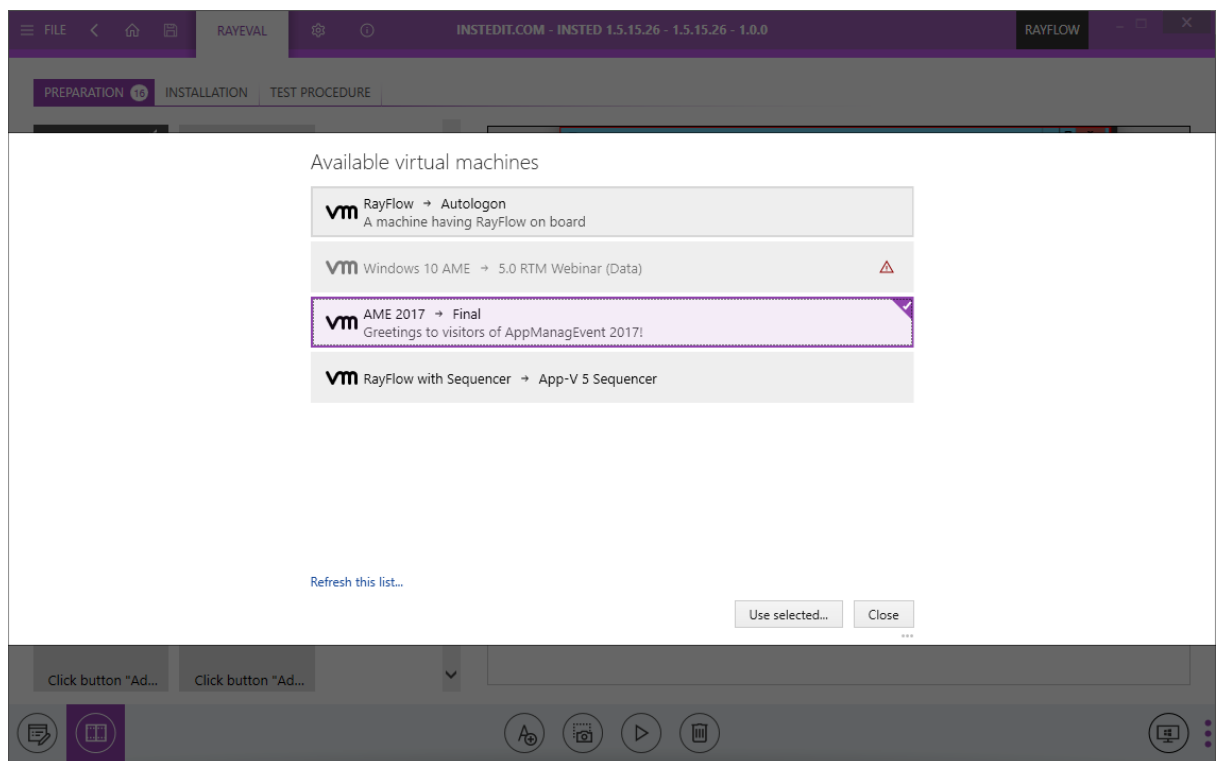 FILE
RAYEVAL
INSTEDIT.COM - INSTED 1.5.15.26 - 1.5.15.26 - 1.0.0
RAYFLOW
PREPARATION 16 INSTALLATION TEST PROCEDURE
Available virtual machines
vm RayFlow → Autologon
A machine having RayFlow on board
vm Windows 10 AME → 5.0 RTM Webinar (Data)
vm AME 2017 → Final
Greetings to visitors of AppManagEvent 2017!
vm RayFlow with Sequencer → App-V 5 Sequencer
Refresh this list...
Use selected... Close
Click button "Ad... Click button "Ad...